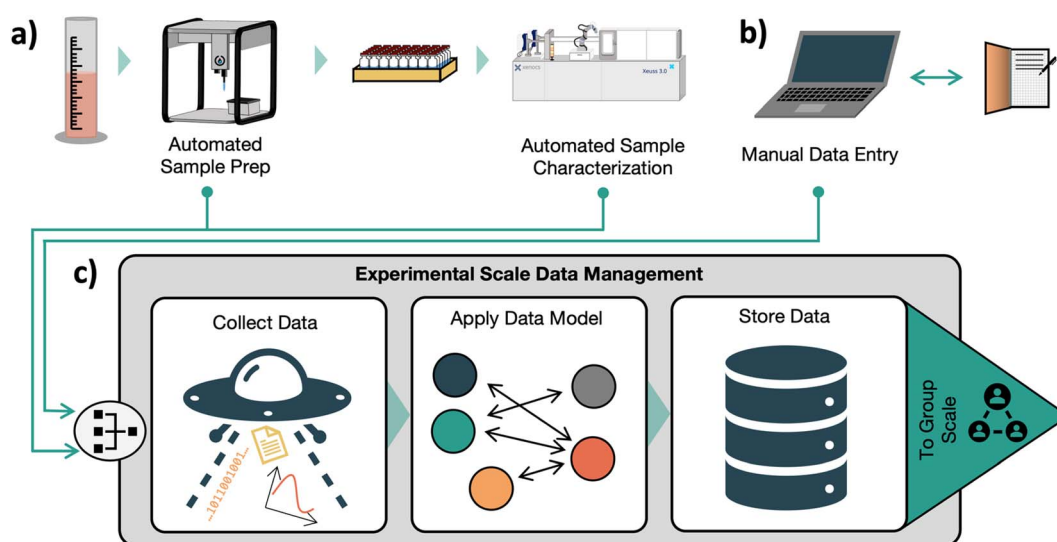 a)
b)
xenocs
Xeuss 3.0
Automated
Sample Prep
Automated Sample
Characterization
Manual Data Entry
c)
Experimental Scale Data Management
Collect Data
Apply Data Model
Store Data
...1011001001...
To Group
Scale